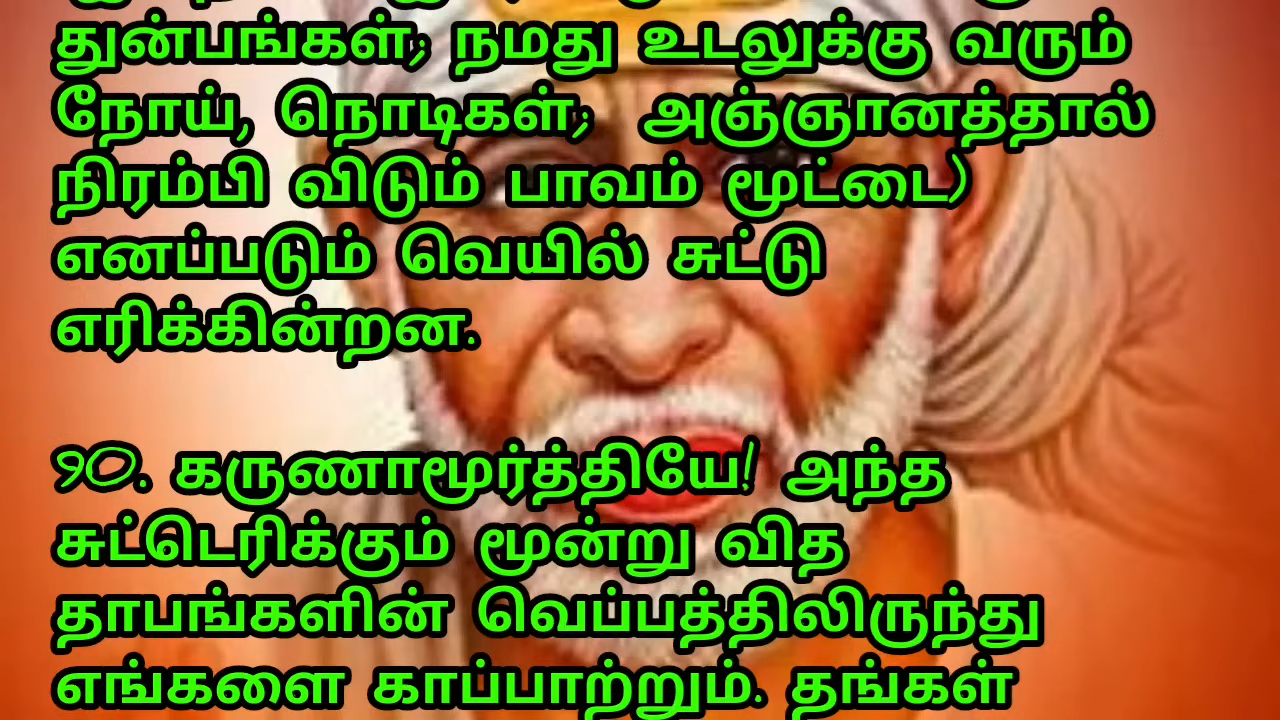 துன்பங்கள்; நமது உடலுக்கு வரும்
நோய், நொடிகள்; அஞ்ஞானத்தால்
நிரம்பி விடும் பாவம் மூட்டை)
எனப்படும் வெயில் சுட்டு
எரிக்கின்றன.
90. கருணாமூர்த்தியே! அந்த
சுட்டெரிக்கும் மூன்று வித
தாபங்களின் வெப்பத்திலிருந்து
எங்களை காப்பாற்றும். தங்கள்